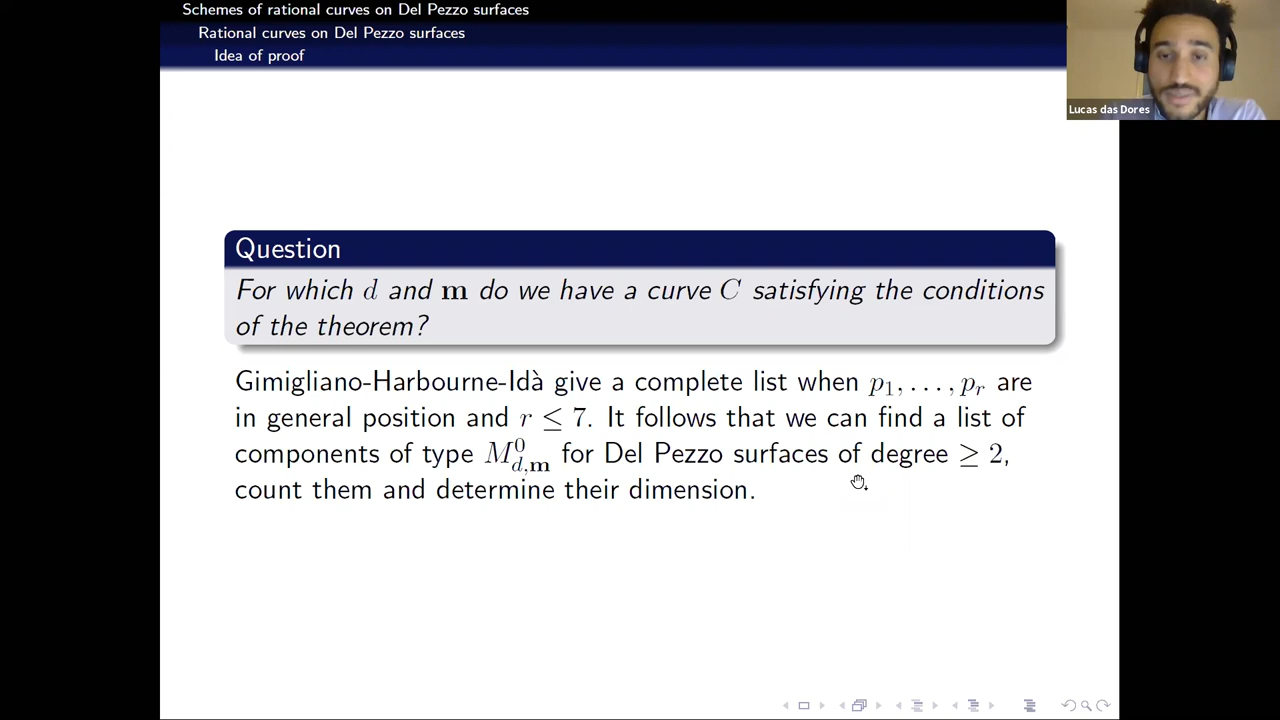 Schemes of rational curves on Del Pezzo surfaces
Rational curves on Del Pezzo surfaces
Idea of proof
Lucas das Dores
Question
For which d and m do we have a curve C satisfying the conditions
of the theorem?
Gimigliano-Harbourne-Idà give a complete list when p₁, . . . , pᵣ are
in general position and r ≤ 7. It follows that we can find a list of
components of type M⁰_{d,m} for Del Pezzo surfaces of degree ≥ 2,
count them and determine their dimension.